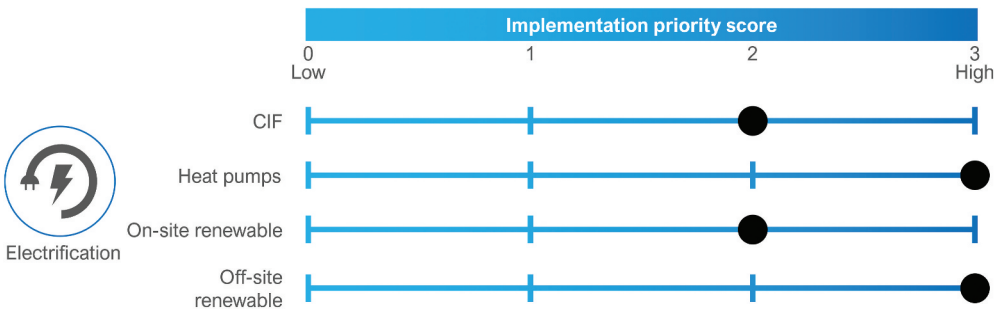 Implementation priority score
0 1 2 3
Low High
CIF
Heat pumps
On-site renewable
Electrification
Off-site
renewable